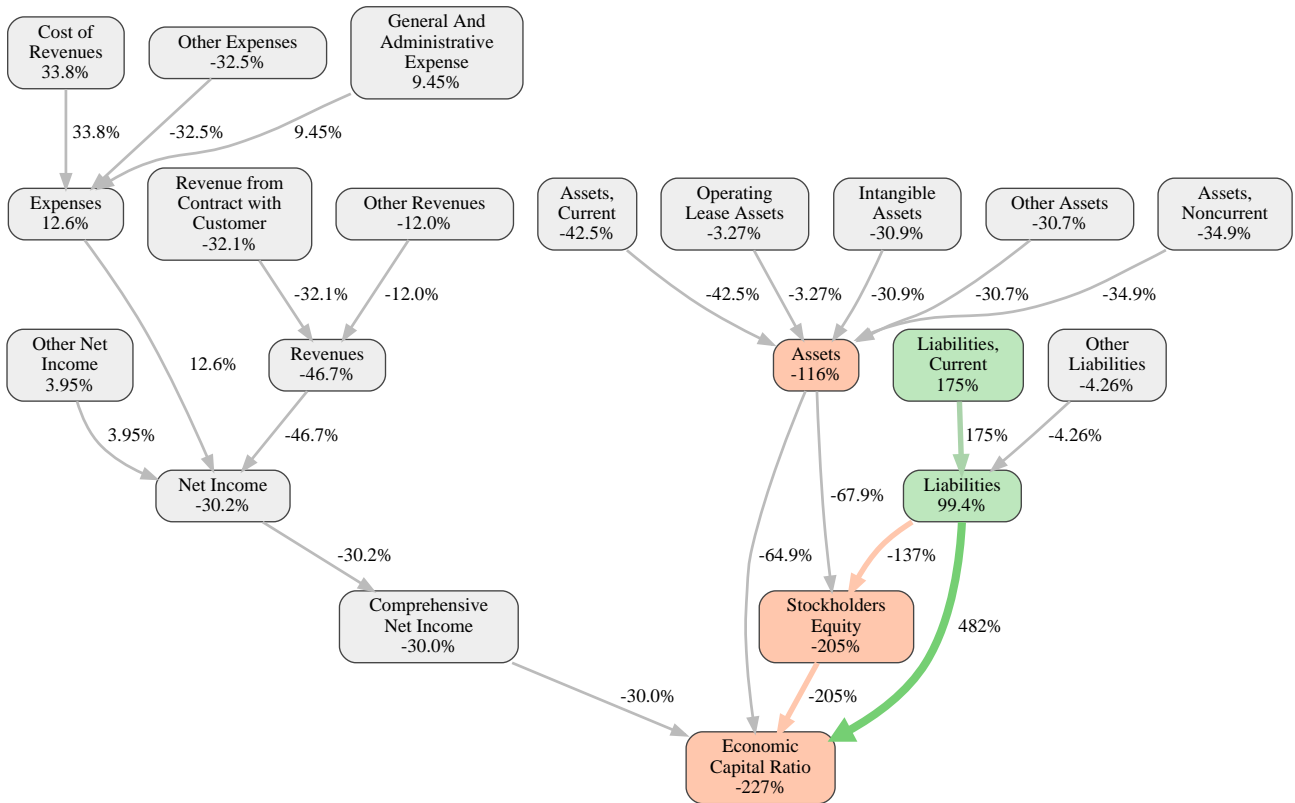 Cost of
Revenues
33.8%
Other Expenses
-32.5%
General And
Administrative
Expense
9.45%
33.8%
-32.5%
9.45%
Expenses
12.6%
Revenue from
Contract with
Customer
-32.1%
Other Revenues
-12.0%
Assets,
Current
-42.5%
Operating
Lease Assets
-3.27%
Intangible
Assets
-30.9%
Other Assets
-30.7%
Assets,
Noncurrent
-34.9%
-32.1%
-12.0%
-42.5%
-3.27%
-30.9%
-30.7%
-34.9%
Other Net
Income
3.95%
12.6%
Revenues
-46.7%
Assets
-116%
Liabilities,
Current
175%
Other
Liabilities
-4.26%
3.95%
-46.7%
175%
-4.26%
Net Income
-30.2%
-67.9%
Liabilities
99.4%
-30.2%
-64.9%
-137%
Comprehensive
Net Income
-30.0%
Stockholders
Equity
-205%
482%
-30.0%
-205%
Economic
Capital Ratio
-227%